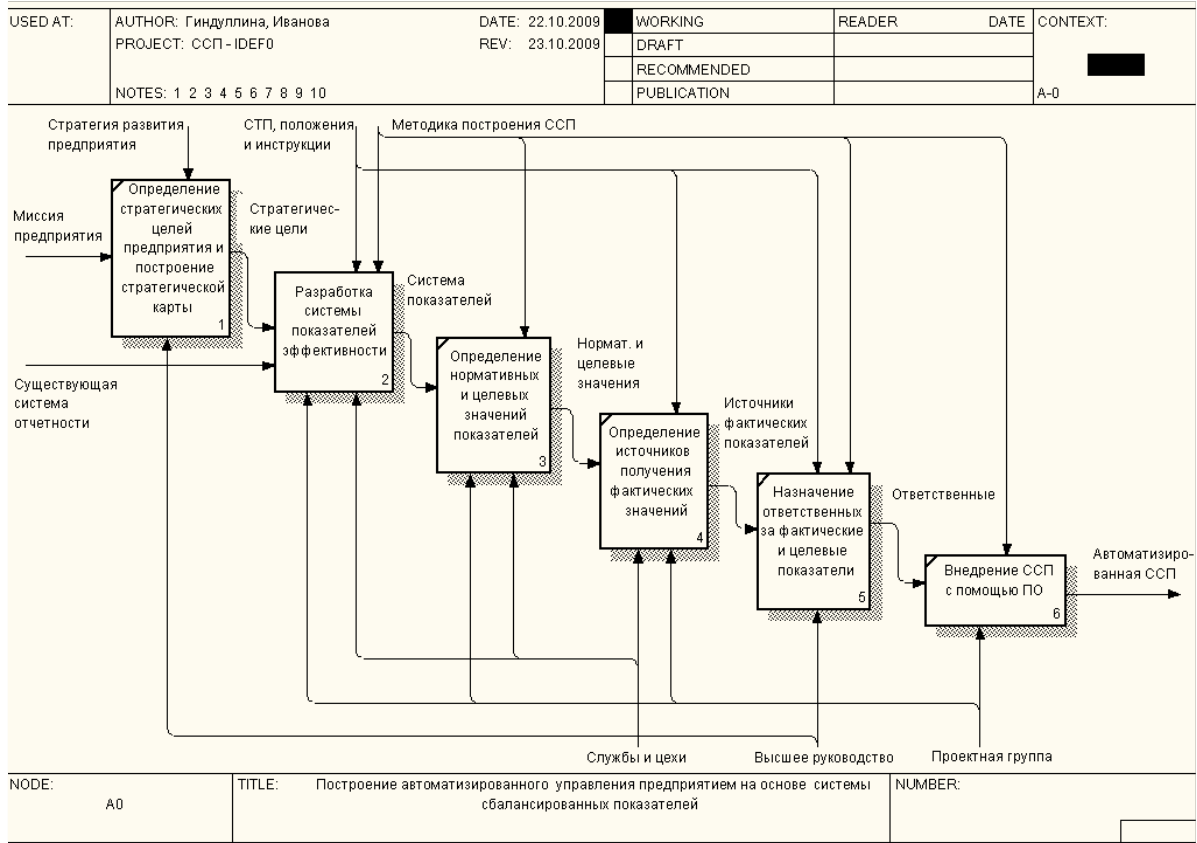 USED AT:
AUTHOR: Гиндуллина, Иванова
DATE: 22.10.2009
PROJECT: ССП - IDEF0
REV: 23.10.2009
NOTES: 1 2 3 4 5 6 7 8 9 10
WORKING
DRAFT
RECOMMENDED
PUBLICATION
READER
DATE
CONTEXT:
A-0
Стратегия развития
предприятия
СТП, положения
и инструкции
Методика построения ССП
Миссия
предприятия
Определение
стратегических
целей
предприятия и
построение
стратегической
карты
1
Стратегичес-
кие цели
Существующая
система
отчетности
Разработка
системы
показателей
эффективности
2
Система
показателей
Определение
нормативных
и целевых
значений
показателей
3
Нормат. и
целевые
значения
Определение
источников
получения
фактических
значений
4
Источники
фактических
показателей
Назначение
ответственных
за фактические
и целевые
показатели
5
Ответственные
Внедрение ССП
с помощью ПО
6
Автоматизиро-
ванная ССП
Службы и цехи
Высшее руководство
Проектная группа
NODE:
A0
TITLE:
Построение автоматизированного управления предприятием на основе системы
сбалансированных показателей
NUMBER: